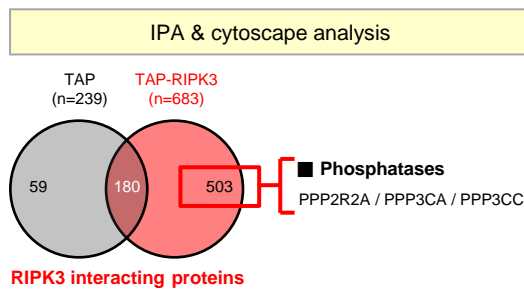 IPA & cytoscape analysis
TAP
(n=239)
TAP-RIPK3
(n=683)
59
180
503
■ Phosphatases
PPP2R2A / PPP3CA / PPP3CC
RIPK3 interacting proteins